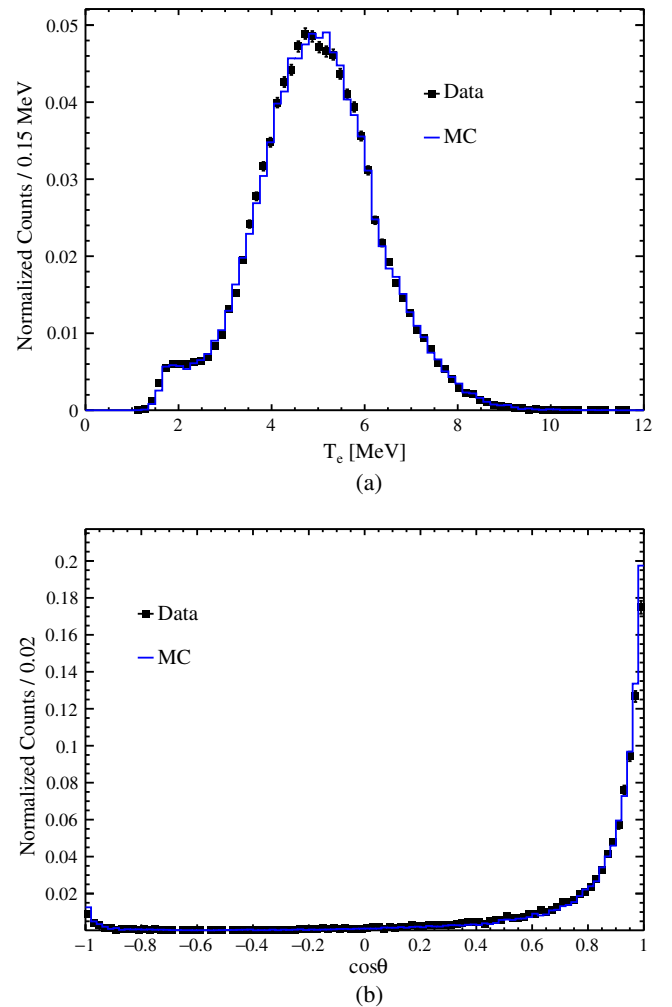 0.05
0.04
0.03
0.02
0.01
0
Normalized Counts / 0.15 MeV
Data
MC
0 2 4 6 8 10 12
T_e [MeV]
(a)
0.2
0.18
0.16
0.14
0.12
0.1
0.08
0.06
0.04
0.02
Normalized Counts / 0.02
Data
MC
−1 −0.8 −0.6 −0.4 −0.2 0 0.2 0.4 0.6 0.8 1
cosθ
(b)